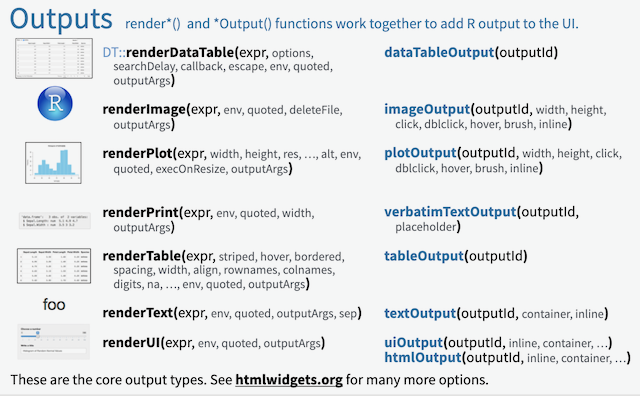 Outputs render*() and *Output() functions work together to add R output to the UI.
DT::renderDataTable(expr, options,
searchDelay, callback, escape, env, quoted,
outputArgs)
dataTableOutput(outputId)
R
renderImage(expr, env, quoted, deleteFile,
outputArgs)
imageOutput(outputId, width, height,
click, dblclick, hover, brush, inline)
renderPlot(expr, width, height, res, …, alt, env,
quoted, execOnResize, outputArgs)
plotOutput(outputId, width, height, click,
dblclick, hover, brush, inline)
renderPrint(expr, env, quoted, width,
outputArgs)
verbatimTextOutput(outputId,
placeholder)
renderTable(expr, striped, hover, bordered,
spacing, width, align, rownames, colnames,
digits, na, …, env, quoted, outputArgs)
tableOutput(outputId)
foo
renderText(expr, env, quoted, outputArgs, sep)
textOutput(outputId, container, inline)
renderUI(expr, env, quoted, outputArgs)
uiOutput(outputId, inline, container, …)
htmlOutput(outputId, inline, container, …)
These are the core output types. See htmlwidgets.org for many more options.